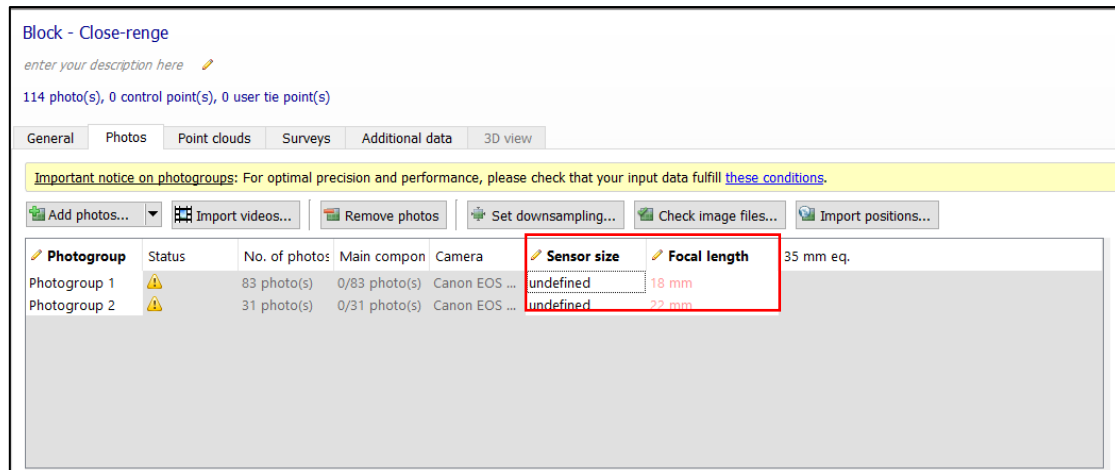 Block - Close-renge
enter your description here
114 photo(s), 0 control point(s), 0 user tie point(s)
General Photos Point clouds Surveys Additional data 3D view
Important notice on photogroups: For optimal precision and performance, please check that your input data fulfill these conditions.
Add photos... Import videos... Remove photos Set downsampling... Check image files... Import positions...
Photogroup Status No. of photos Main compon Camera Sensor size Focal length 35 mm eq.
Photogroup 1 83 photo(s) 0/83 photo(s) Canon EOS ... undefined 18 mm
Photogroup 2 31 photo(s) 0/31 photo(s) Canon EOS ... undefined 22 mm